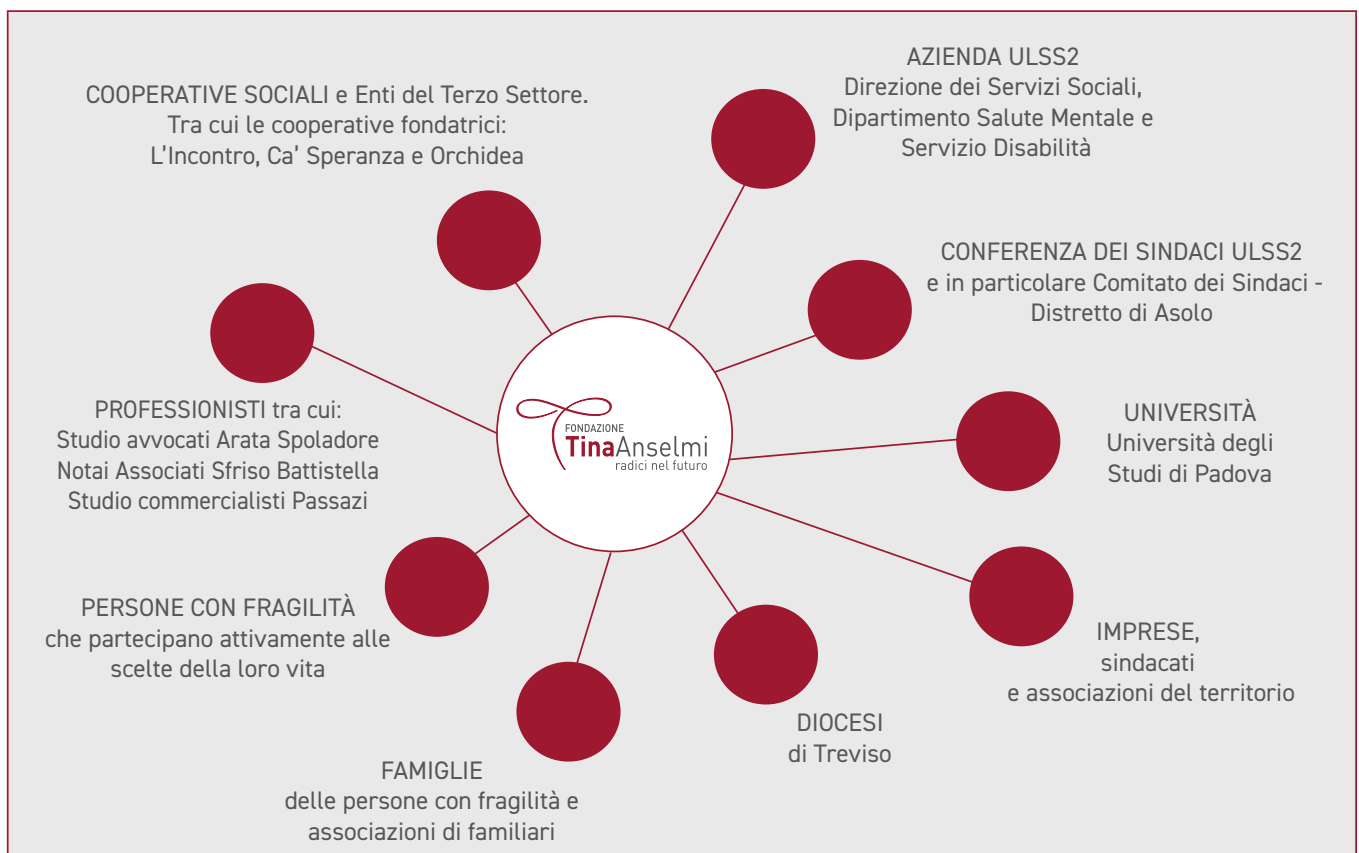 COOPERATIVE SOCIALI e Enti del Terzo Settore.
Tra cui le cooperative fondatrici:
L'Incontro, Ca' Speranza e Orchidea
AZIENDA ULSS2
Direzione dei Servizi Sociali,
Dipartimento Salute Mentale e
Servizio Disabilità
CONFERENZA DEI SINDACI ULSS2
e in particolare Comitato dei Sindaci -
Distretto di Asolo
PROFESSIONISTI tra cui:
Studio avvocati Arata Spoladore
Notai Associati Sfriso Battistella
Studio commercialisti Passazi
FONDAZIONE
TinaAnselmi
radici nel futuro
UNIVERSITÀ
Università degli
Studi di Padova
PERSONE CON FRAGILITÀ
che partecipano attivamente alle
scelte della loro vita
IMPRESE,
sindacati
e associazioni del territorio
DIOCESI
di Treviso
FAMIGLIE
delle persone con fragilità e
associazioni di familiari